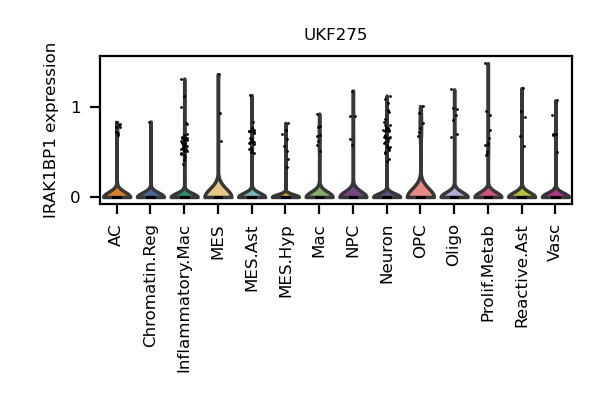 UKF275
IRAK1BP1 expression
1
0
AC
Chromatin.Reg
Inflammatory.Mac
MES
MES.Ast
MES.Hyp
Mac
NPC
Neuron
OPC
Oligo
Prolif.Metab
Reactive.Ast
Vasc